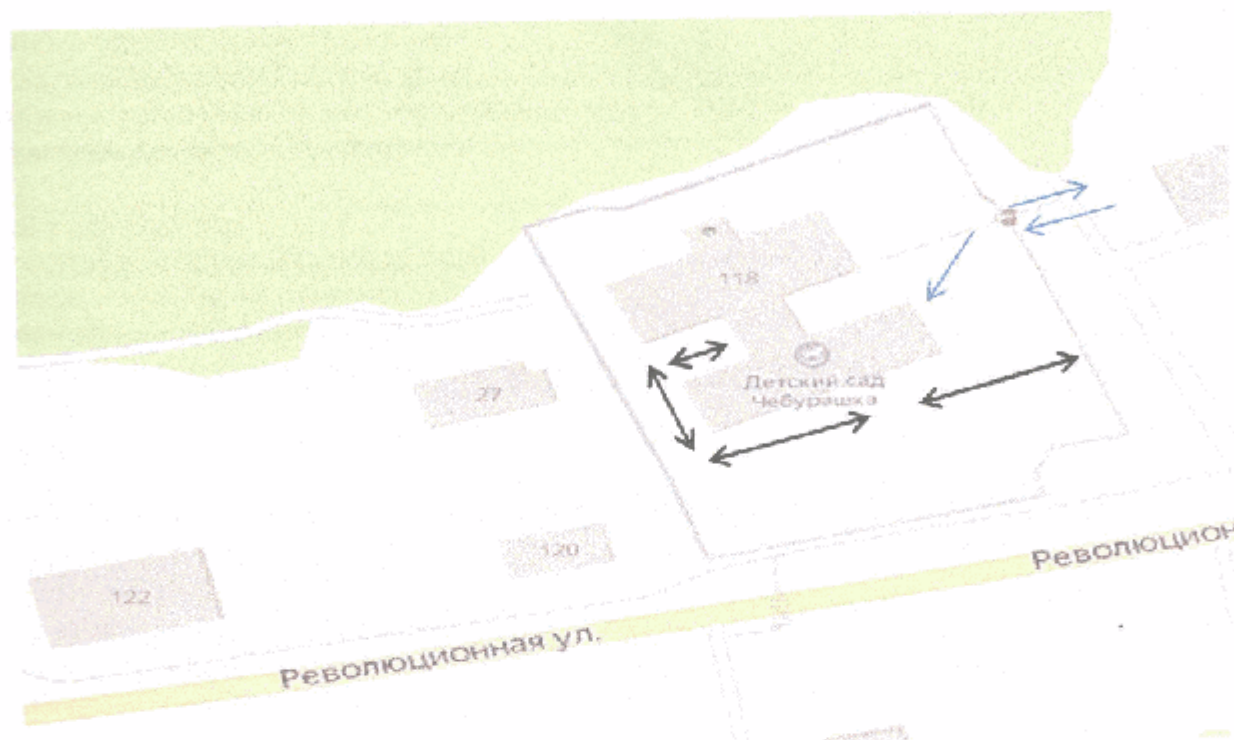 118
Детский сад
Чебурашка
27
120
122
Революцион
Революционная ул.